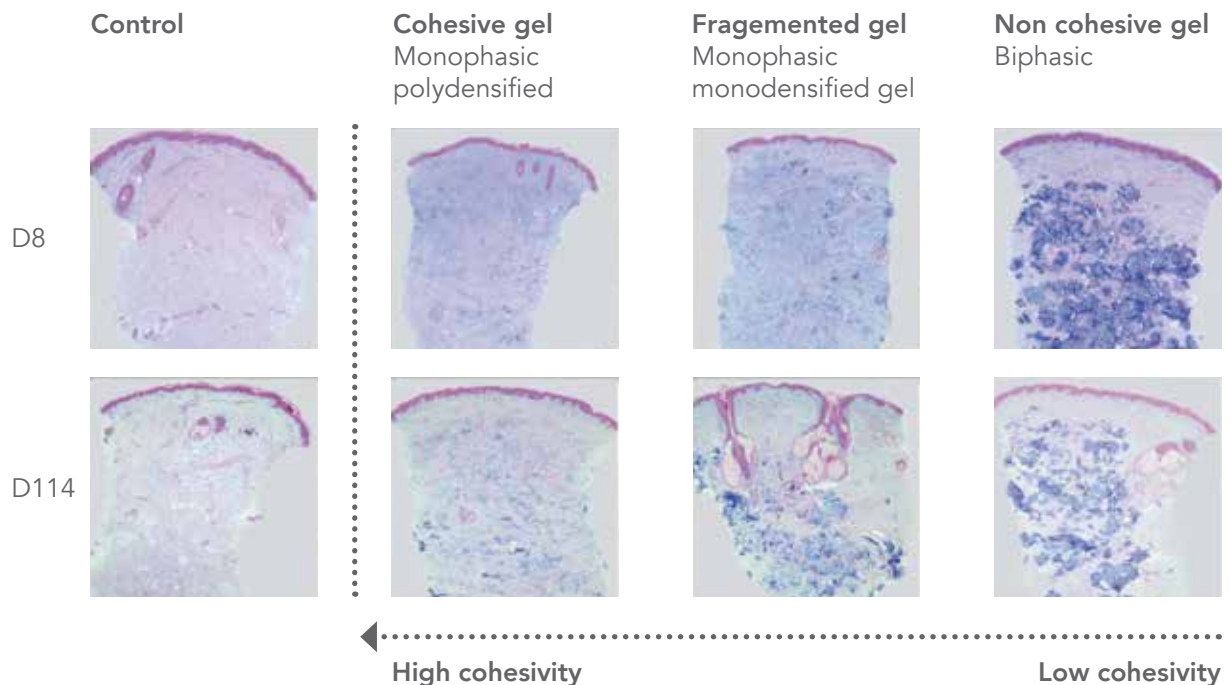 Control
Cohesive gel
Monophasic
polydensified
Fragemented gel
Monophasic
monodensified gel
Non cohesive gel
Biphasic
D8
D114
High cohesivity
Low cohesivity